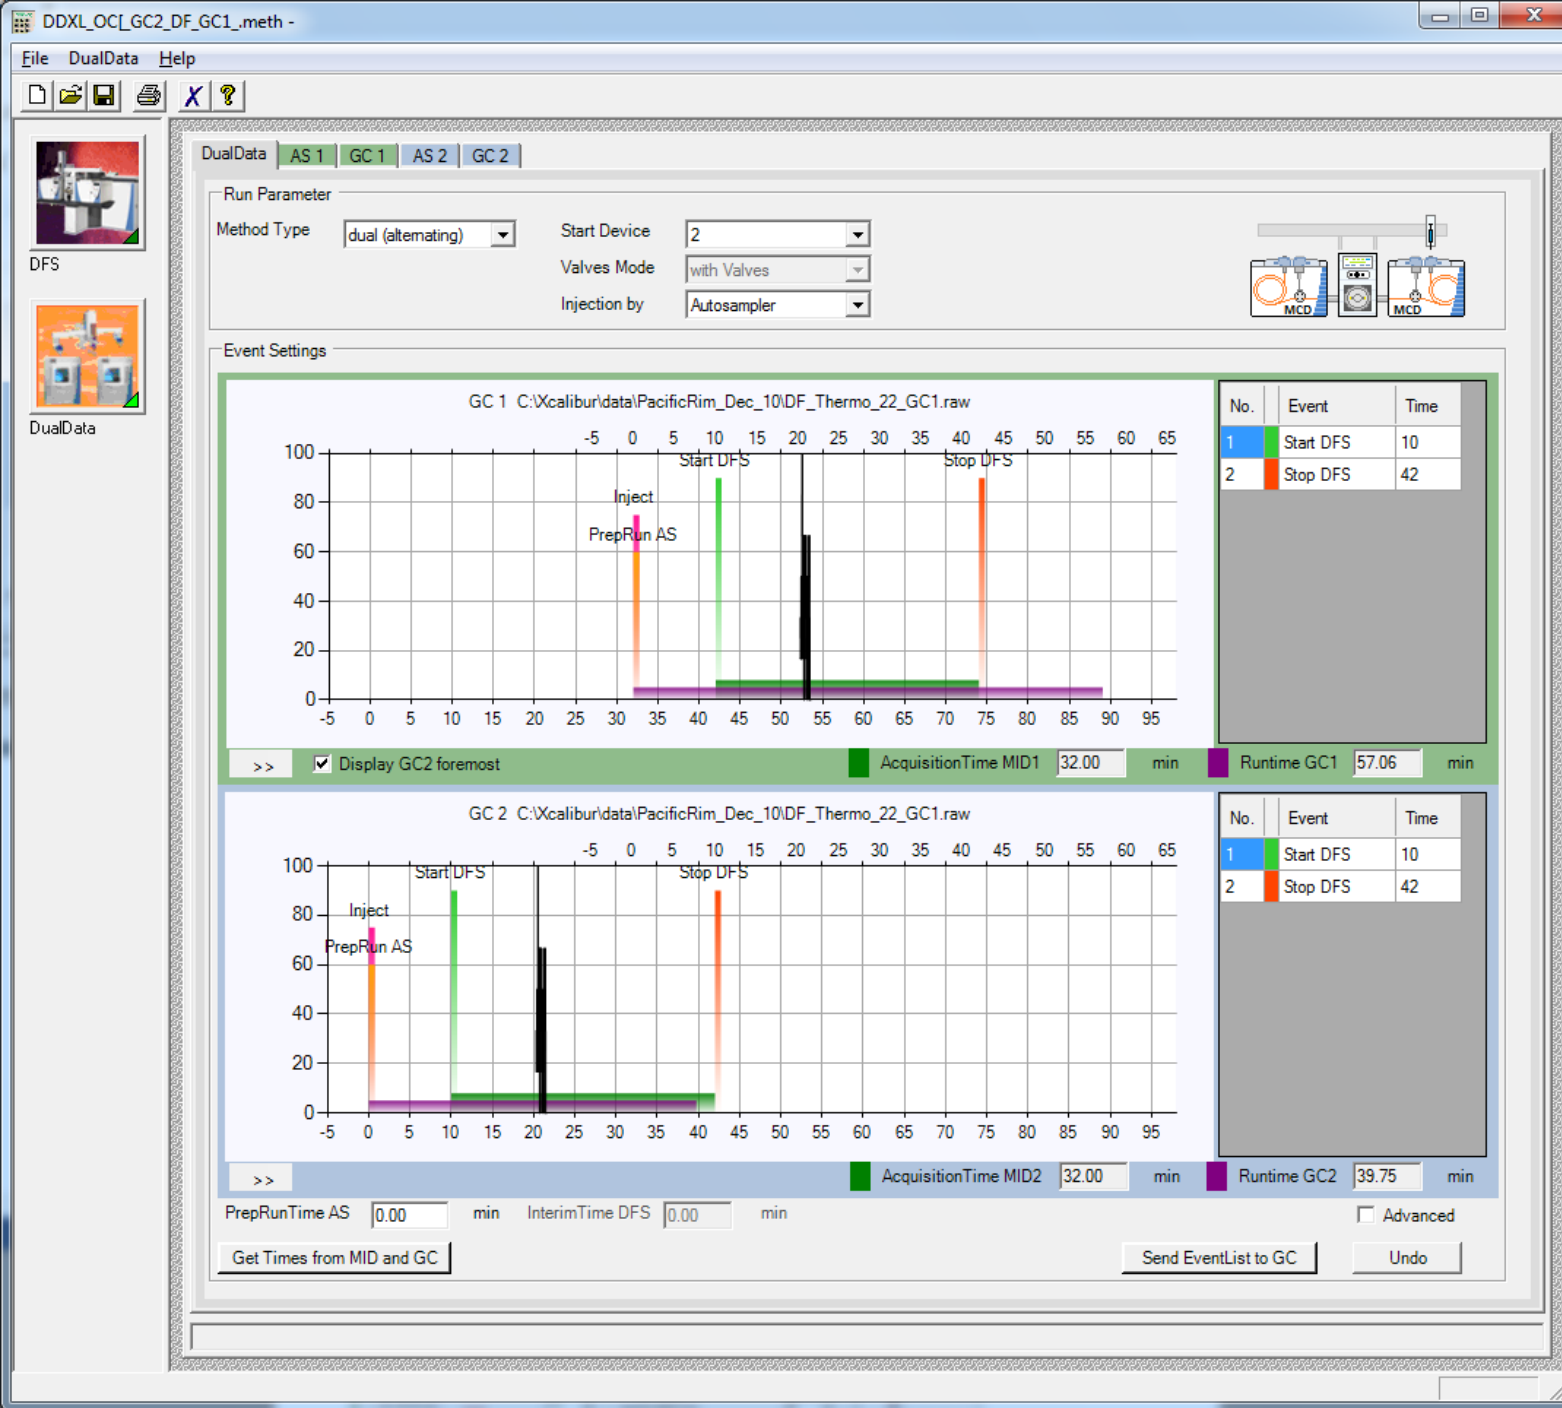 DDXL_OC[_GC2_DF_GC1_.meth -
File DualData Help
DFS
DualData
DualData AS 1 GC 1 AS 2 GC 2
Run Parameter
Method Type dual (alternating) Start Device 2
Valves Mode with Valves
Injection by Autosampler
MCD MCD
Event Settings
GC 1 C:\Xcalibur\data\PacificRim_Dec_10\DF_Thermo_22_GC1.raw
-5 0 5 10 15 20 25 30 35 40 45 50 55 60 65
100
80
60
40
20
0
Start DFS Stop DFS
Inject
PrepRun AS
-5 0 5 10 15 20 25 30 35 40 45 50 55 60 65 70 75 80 85 90 95
No. Event Time
1 Start DFS 10
2 Stop DFS 42
>> Display GC2 foremost AcquisitionTime MID1 32.00 min Runtime GC1 57.06 min
GC 2 C:\Xcalibur\data\PacificRim_Dec_10\DF_Thermo_22_GC1.raw
-5 0 5 10 15 20 25 30 35 40 45 50 55 60 65
100
80
60
40
20
0
Start DFS Stop DFS
Inject
PrepRun AS
-5 0 5 10 15 20 25 30 35 40 45 50 55 60 65 70 75 80 85 90 95
No. Event Time
1 Start DFS 10
2 Stop DFS 42
>> AcquisitionTime MID2 32.00 min Runtime GC2 39.75 min
PrepRunTime AS 0.00 min InterimTime DFS 0.00 min Advanced
Get Times from MID and GC Send EventList to GC Undo